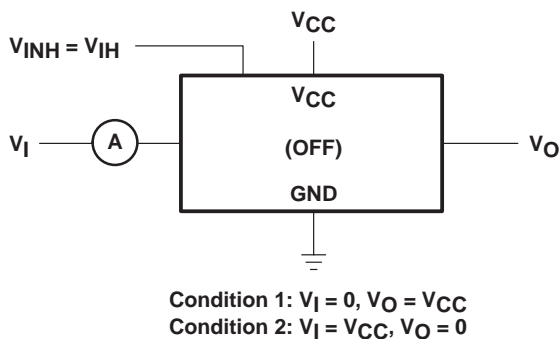 VCC
VINH = VIH
VCC
VI
A
(OFF)
VO
GND
Condition 1: VI = 0, VO = VCC
Condition 2: VI = VCC, VO = 0